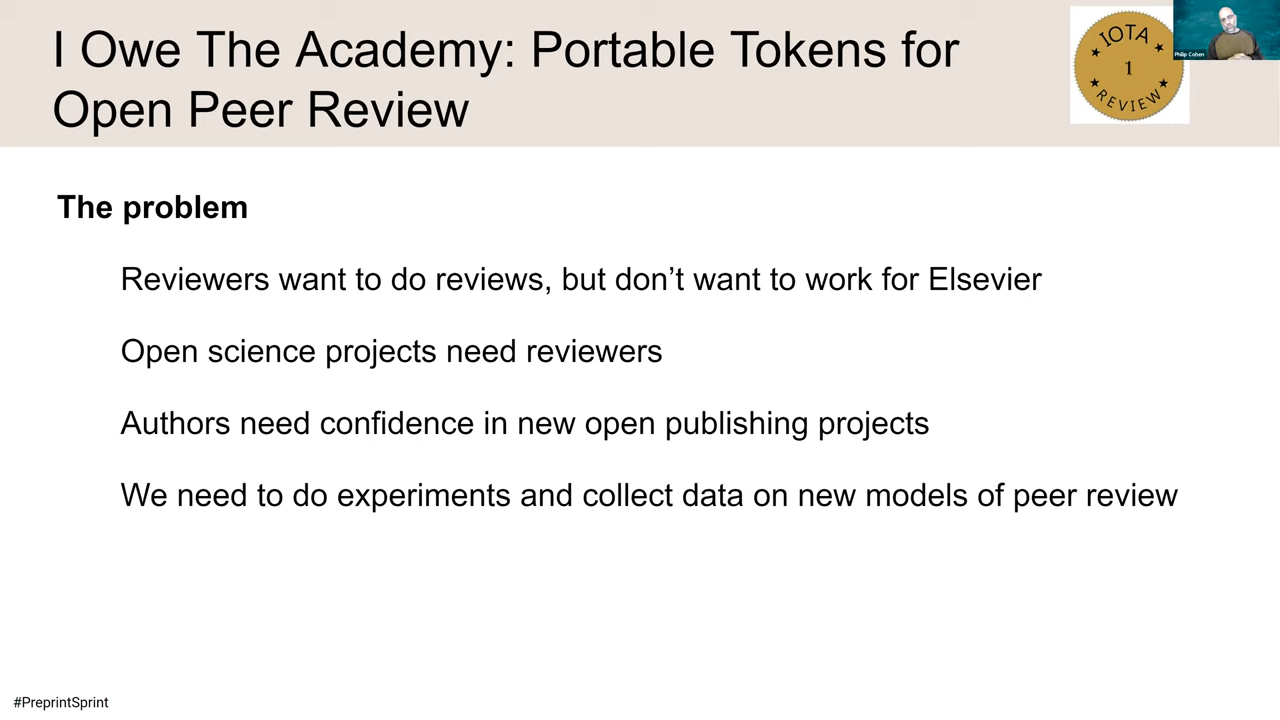 I Owe The Academy: Portable Tokens for
Open Peer Review
IOTA
1
REVIEW
Philip Cohen
The problem
Reviewers want to do reviews, but don’t want to work for Elsevier
Open science projects need reviewers
Authors need confidence in new open publishing projects
We need to do experiments and collect data on new models of peer review
#PreprintSprint